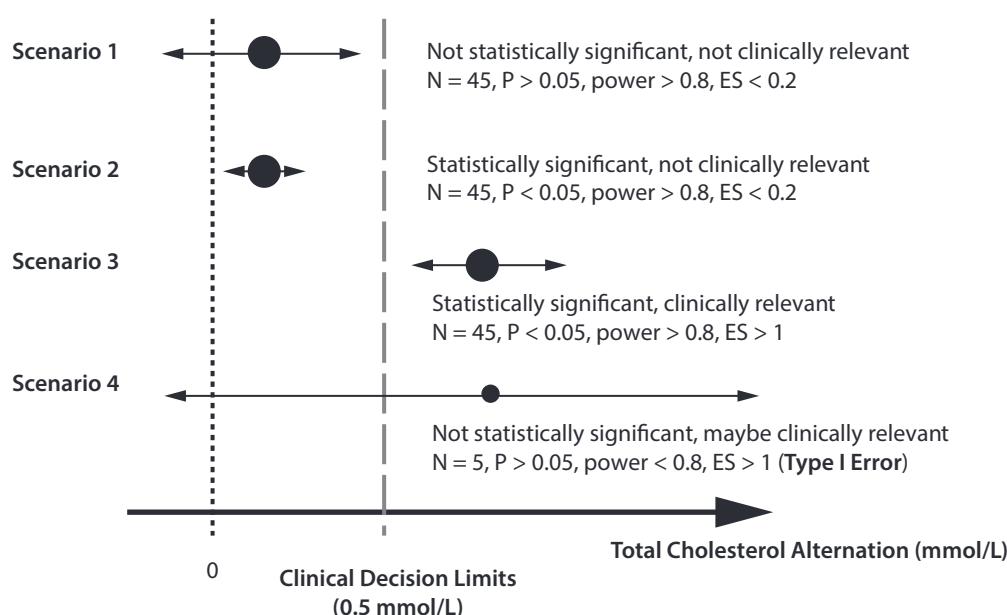 Scenario 1
Not statistically significant, not clinically relevant
N = 45, P > 0.05, power > 0.8, ES < 0.2
Scenario 2
Statistically significant, not clinically relevant
N = 45, P < 0.05, power > 0.8, ES < 0.2
Scenario 3
Statistically significant, clinically relevant
N = 45, P < 0.05, power > 0.8, ES > 1
Scenario 4
Not statistically significant, maybe clinically relevant
N = 5, P > 0.05, power < 0.8, ES > 1 (Type I Error)
Total Cholesterol Alternation (mmol/L)
0
Clinical Decision Limits
(0.5 mmol/L)